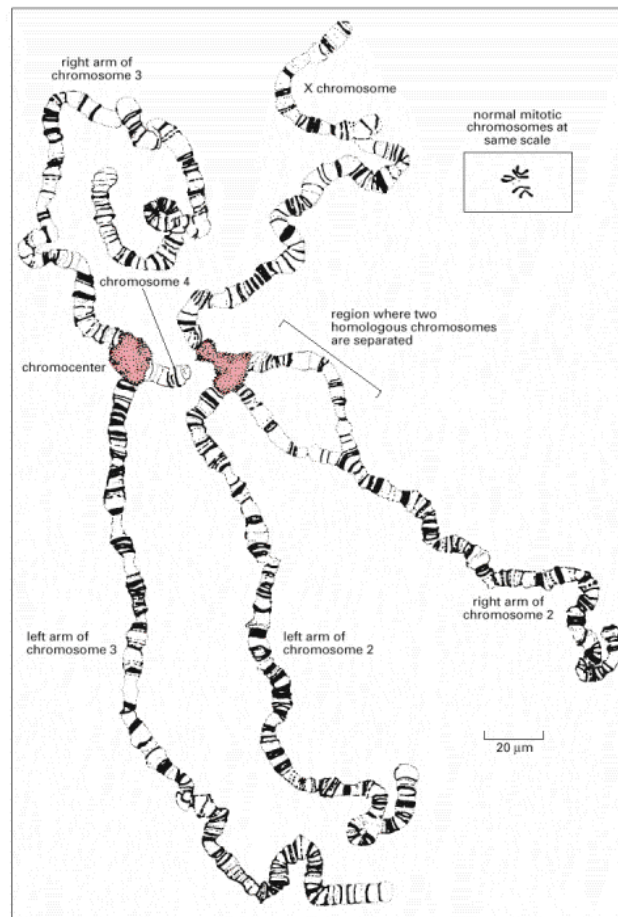 right arm of
chromosome 3
X chromosome
normal mitotic
chromosomes at
same scale
chromosome 4
region where two
homologous chromosomes
are separated
chromocenter
right arm of
chromosome 2
left arm of
chromosome 3
left arm of
chromosome 2
20 μm